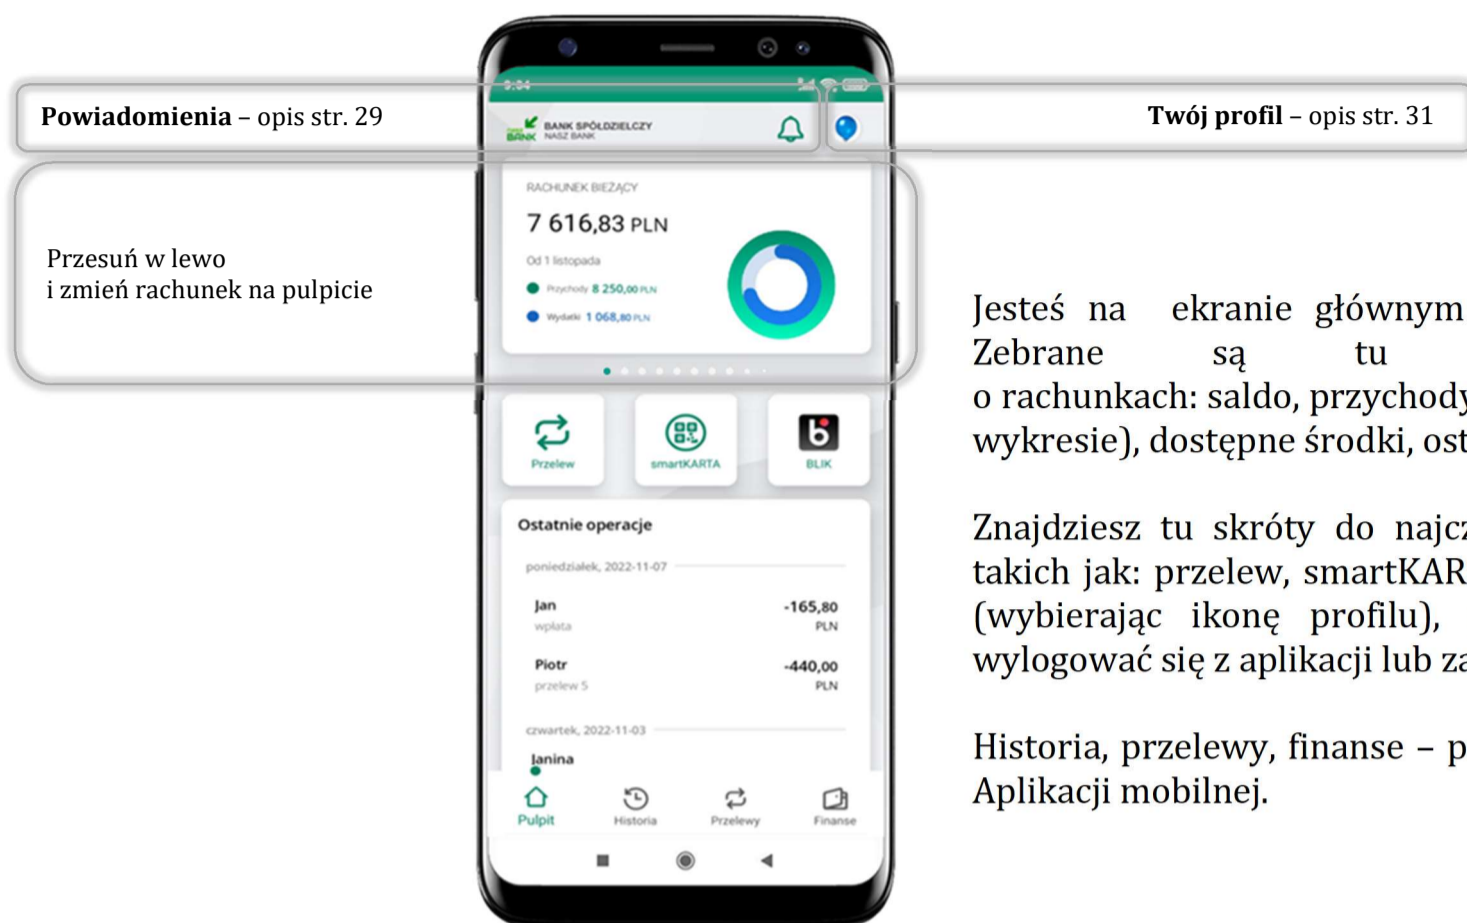 Powiadomienia – opis str. 29
Twój profil – opis str. 31
9:04
nasz BANK
BANK SPÓŁDZIELCZY
NASZ BANK
Przesuń w lewo
i zmień rachunek na pulpicie
RACHUNEK BIEŻĄCY
7 616,83 PLN
Od 1 listopada
Przychody 8 250,00 PLN
Wydatki 1 068,80 PLN
Przelew
smartKARTA
BLIK
Ostatnie operacje
poniedziałek, 2022-11-07
Jan -165,80
wpłata PLN
Piotr -440,00
przelew 5 PLN
czwartek, 2022-11-03
Janina
Pulpit Historia Przelewy Finanse
Jesteś na ekranie głównym
Zebrane są tu
o rachunkach: saldo, przychody
wykresie), dostępne środki, ost
Znajdziesz tu skróty do najcz
takich jak: przelew, smartKAR
(wybierając ikonę profilu),
wylogować się z aplikacji lub za
Historia, przelewy, finanse – p
Aplikacji mobilnej.